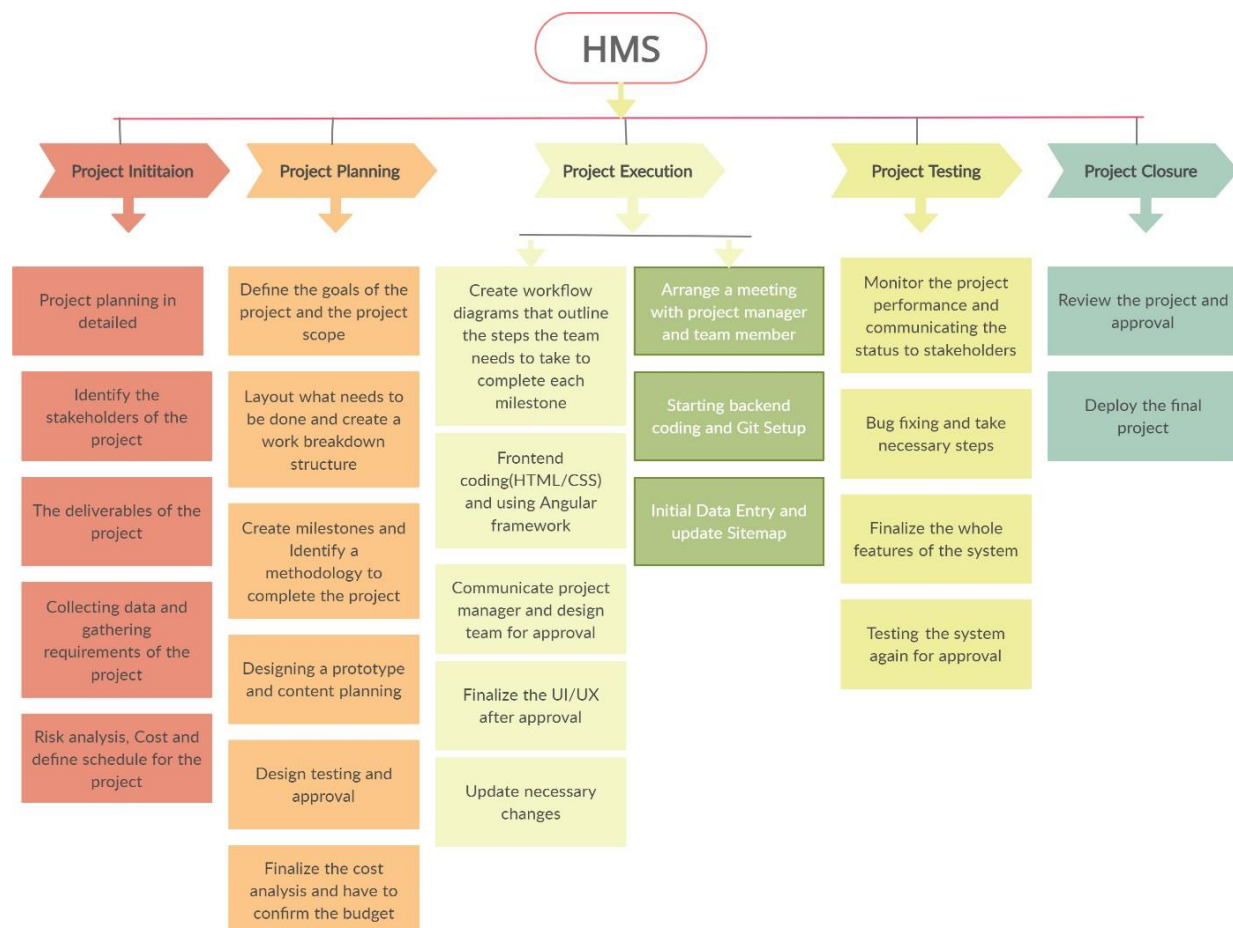 HMS
Project Inititaion
Project Planning
Project Execution
Project Testing
Project Closure
Project planning in
detailed
Identify the
stakeholders of the
project
The deliverables of the
project
Collecting data and
gathering
requirements of the
project
Risk analysis, Cost and
define schedule for the
project
Define the goals of the
project and the project
scope
Layout what needs to
be done and create a
work breakdown
structure
Create milestones and
Identify a
methodology to
complete the project
Designing a prototype
and content planning
Design testing and
approval
Finalize the cost
analysis and have to
confirm the budget
Create workflow
diagrams that outline
the steps the team
needs to take to
complete each
milestone
Frontend
coding(HTML/CSS)
and using Angular
framework
Communicate project
manager and design
team for approval
Finalize the UI/UX
after approval
Update necessary
changes
Arrange a meeting
with project manager
and team member
Starting backend
coding and Git Setup
Initial Data Entry and
update Sitemap
Monitor the project
performance and
communicating the
status to stakeholders
Bug fixing and take
necessary steps
Finalize the whole
features of the system
Testing the system
again for approval
Review the project and
approval
Deploy the final
project